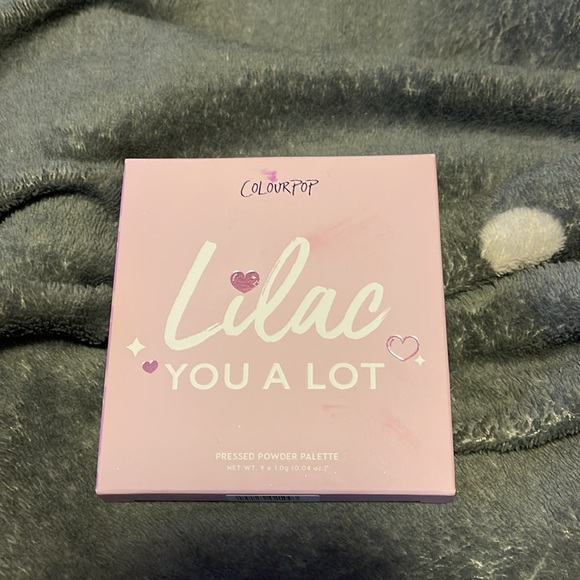 COLOURPOP
Lilac
YOU A LOT
PRESSED POWDER PALETTE
NET WT. 9 x 1.0g (0.04 oz.)